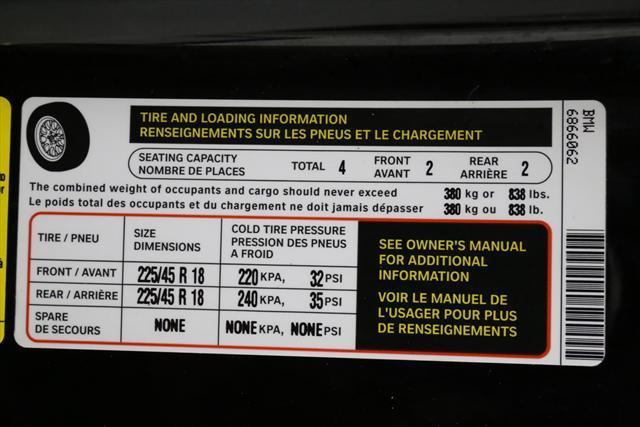 TIRE AND LOADING INFORMATION
RENSEIGNEMENTS SUR LES PNEUS ET LE CHARGEMENT
SEATING CAPACITY
NOMBRE DE PLACES
TOTAL 4
FRONT
AVANT 2
REAR
ARRIÈRE 2
The combined weight of occupants and cargo should never exceed 380 kg or 838 lbs.
Le poids total des occupants et du chargement ne doit jamais dépasser 380 kg ou 838 lb.
TIRE / PNEU
SIZE
DIMENSIONS
COLD TIRE PRESSURE
PRESSION DES PNEUS
A FROID
FRONT / AVANT 225/45 R 18 220 KPA, 32 PSI
REAR / ARRIÈRE 225/45 R 18 240 KPA, 35 PSI
SPARE
DE SECOURS NONE NONE KPA, NONE PSI
SEE OWNER'S MANUAL
FOR ADDITIONAL
INFORMATION
VOIR LE MANUEL DE
L'USAGER POUR PLUS
DE RENSEIGNEMENTS
BMW
6866062